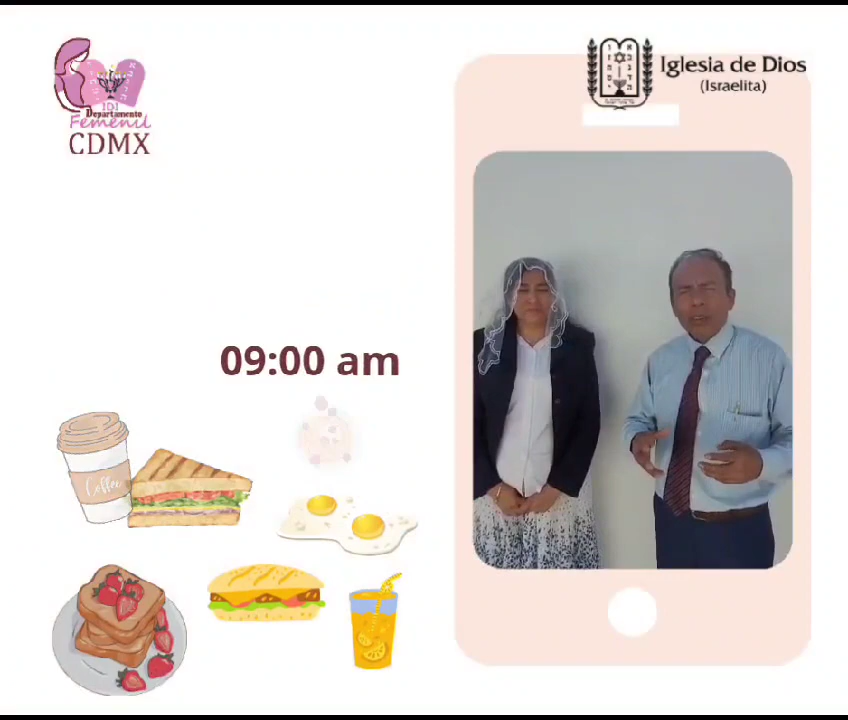 IDI
Departamento
Femenil
CDMX
Iglesia de Dios
(Israelita)
09:00 am
Coffee